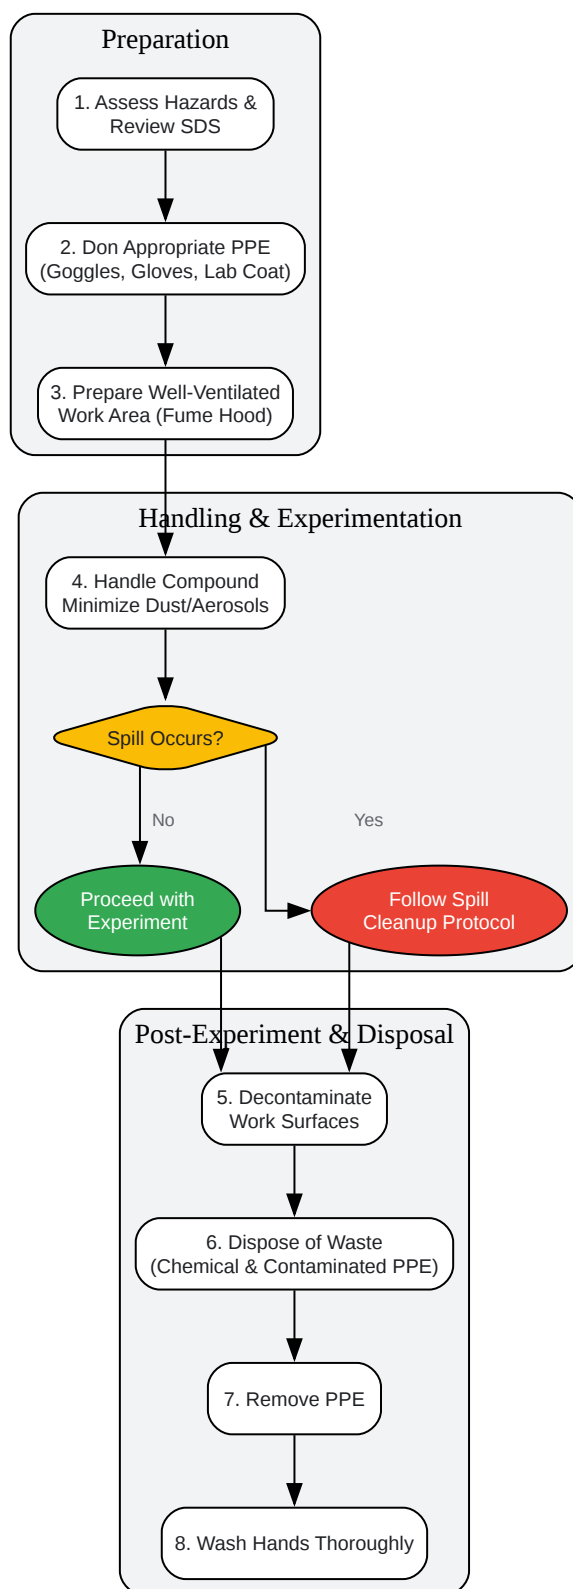 Preparation
1. Assess Hazards &
Review SDS
2. Don Appropriate PPE
(Goggles, Gloves, Lab Coat)
3. Prepare Well-Ventilated
Work Area (Fume Hood)
Handling & Experimentation
4. Handle Compound
Minimize Dust/Aerosols
Spill Occurs?
No
Yes
Proceed with
Experiment
Follow Spill
Cleanup Protocol
Post-Experiment & Disposal
5. Decontaminate
Work Surfaces
6. Dispose of Waste
(Chemical & Contaminated PPE)
7. Remove PPE
8. Wash Hands Thoroughly